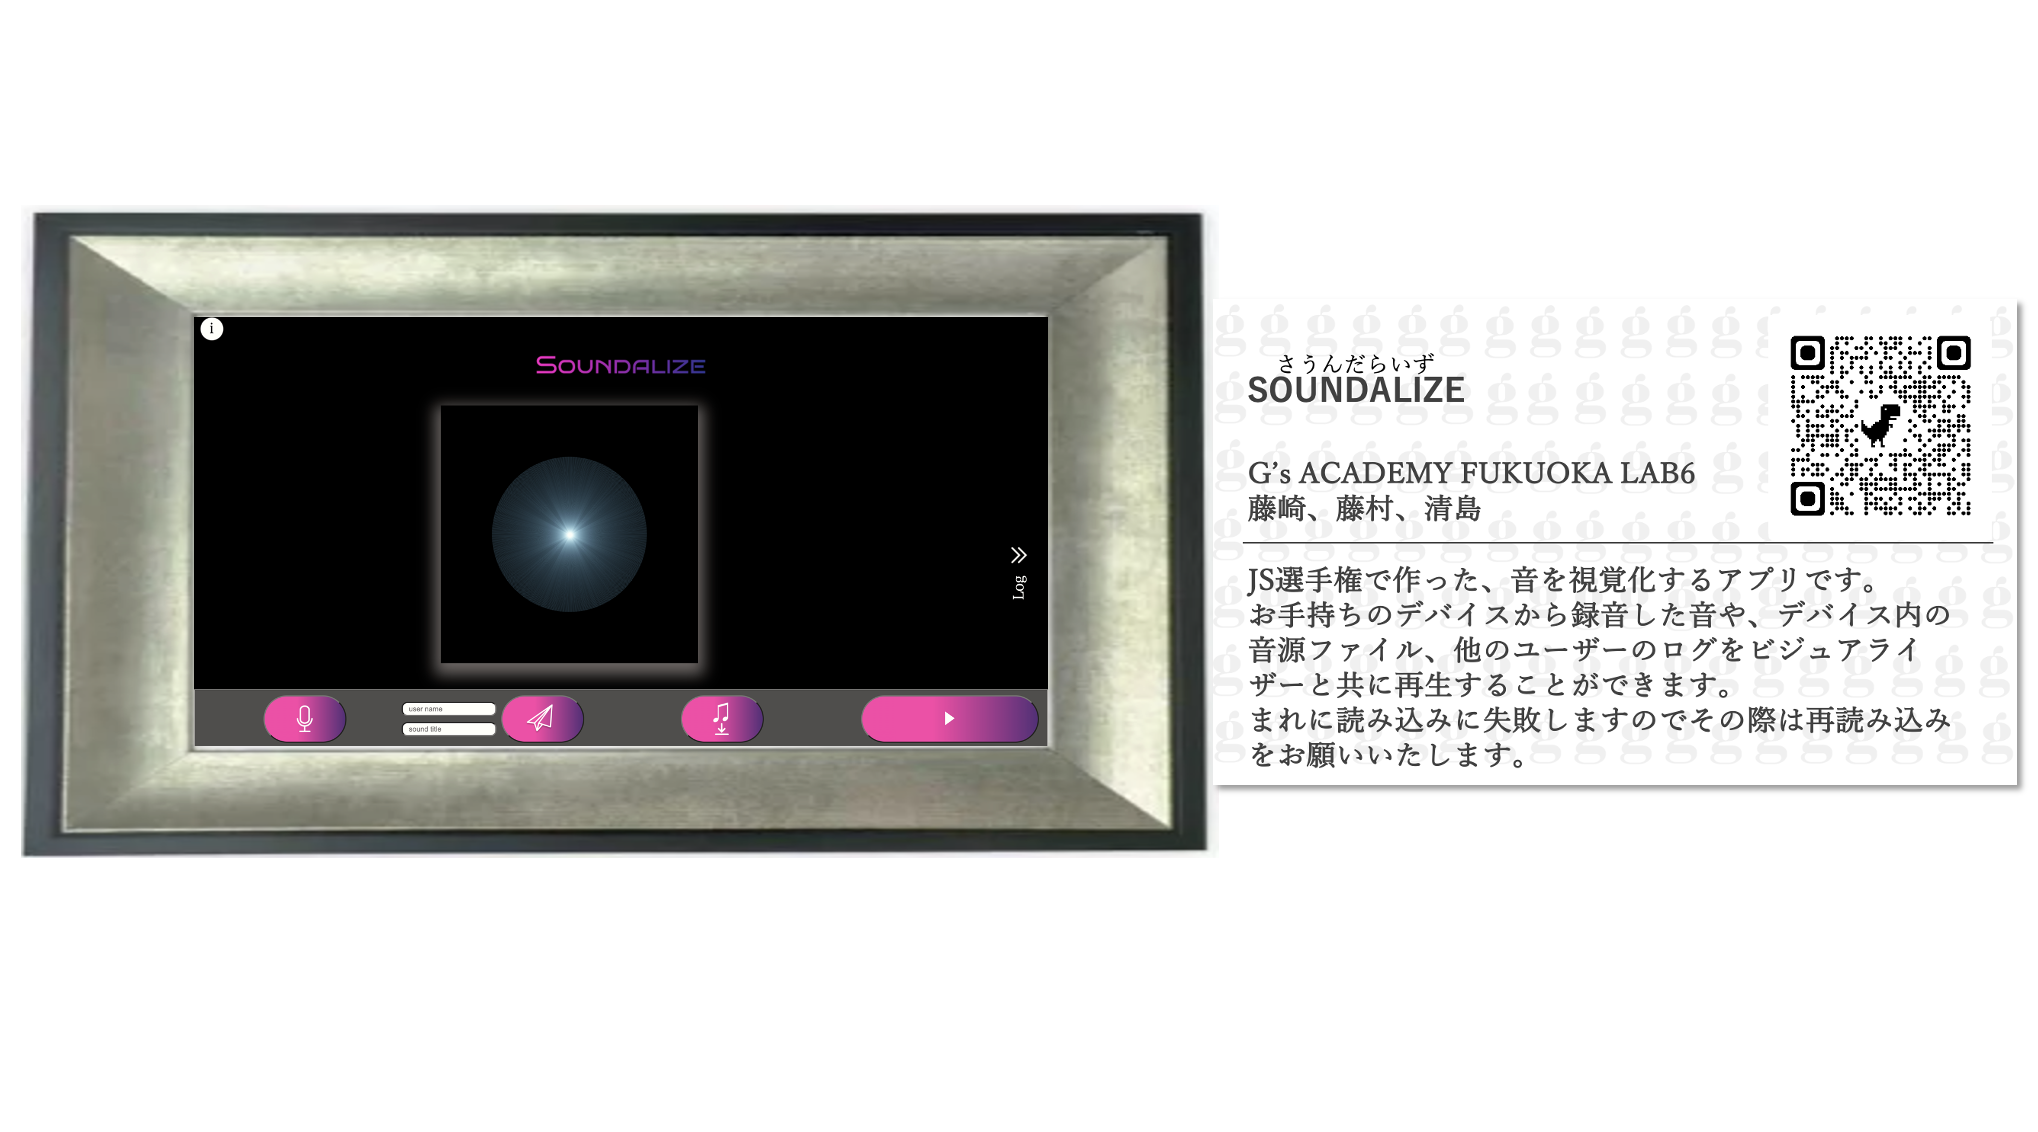 i
SOUNDALIZE
Log
user name
sound title
さうんだらいず
SOUNDALIZE
G's ACADEMY FUKUOKA LAB6
藤崎、藤村、清島
JS選手権で作った、音を視覚化するアプリです。
お手持ちのデバイスから録音した音や、デバイス内の
音源ファイル、他のユーザーのログをビジュアライ
ザーと共に再生することができます。
まれに読み込みに失敗しますのでその際は再読み込み
をお願いいたします。